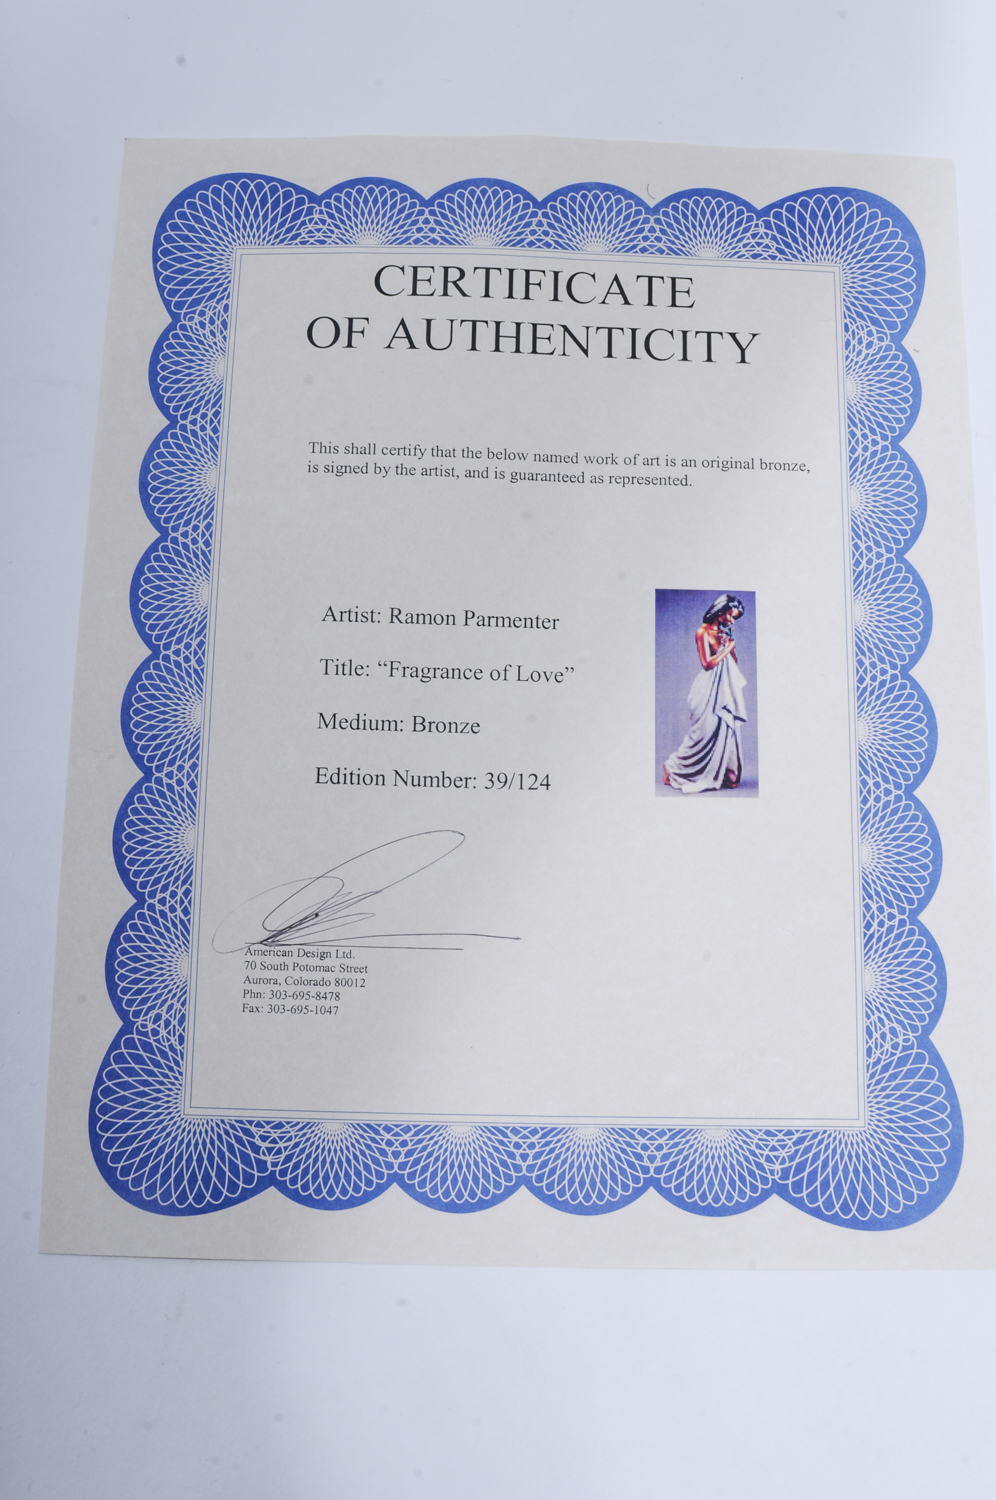 CERTIFICATE
OF AUTHENTICITY
This shall certify that the below named work of art is an original bronze,
is signed by the artist, and is guaranteed as represented.
Artist: Ramon Parmenter
Title: “Fragrance of Love”
Medium: Bronze
Edition Number: 39/124
American Design Ltd.
70 South Potomac Street
Aurora, Colorado 80012
Phn: 303-695-8478
Fax: 303-695-1047